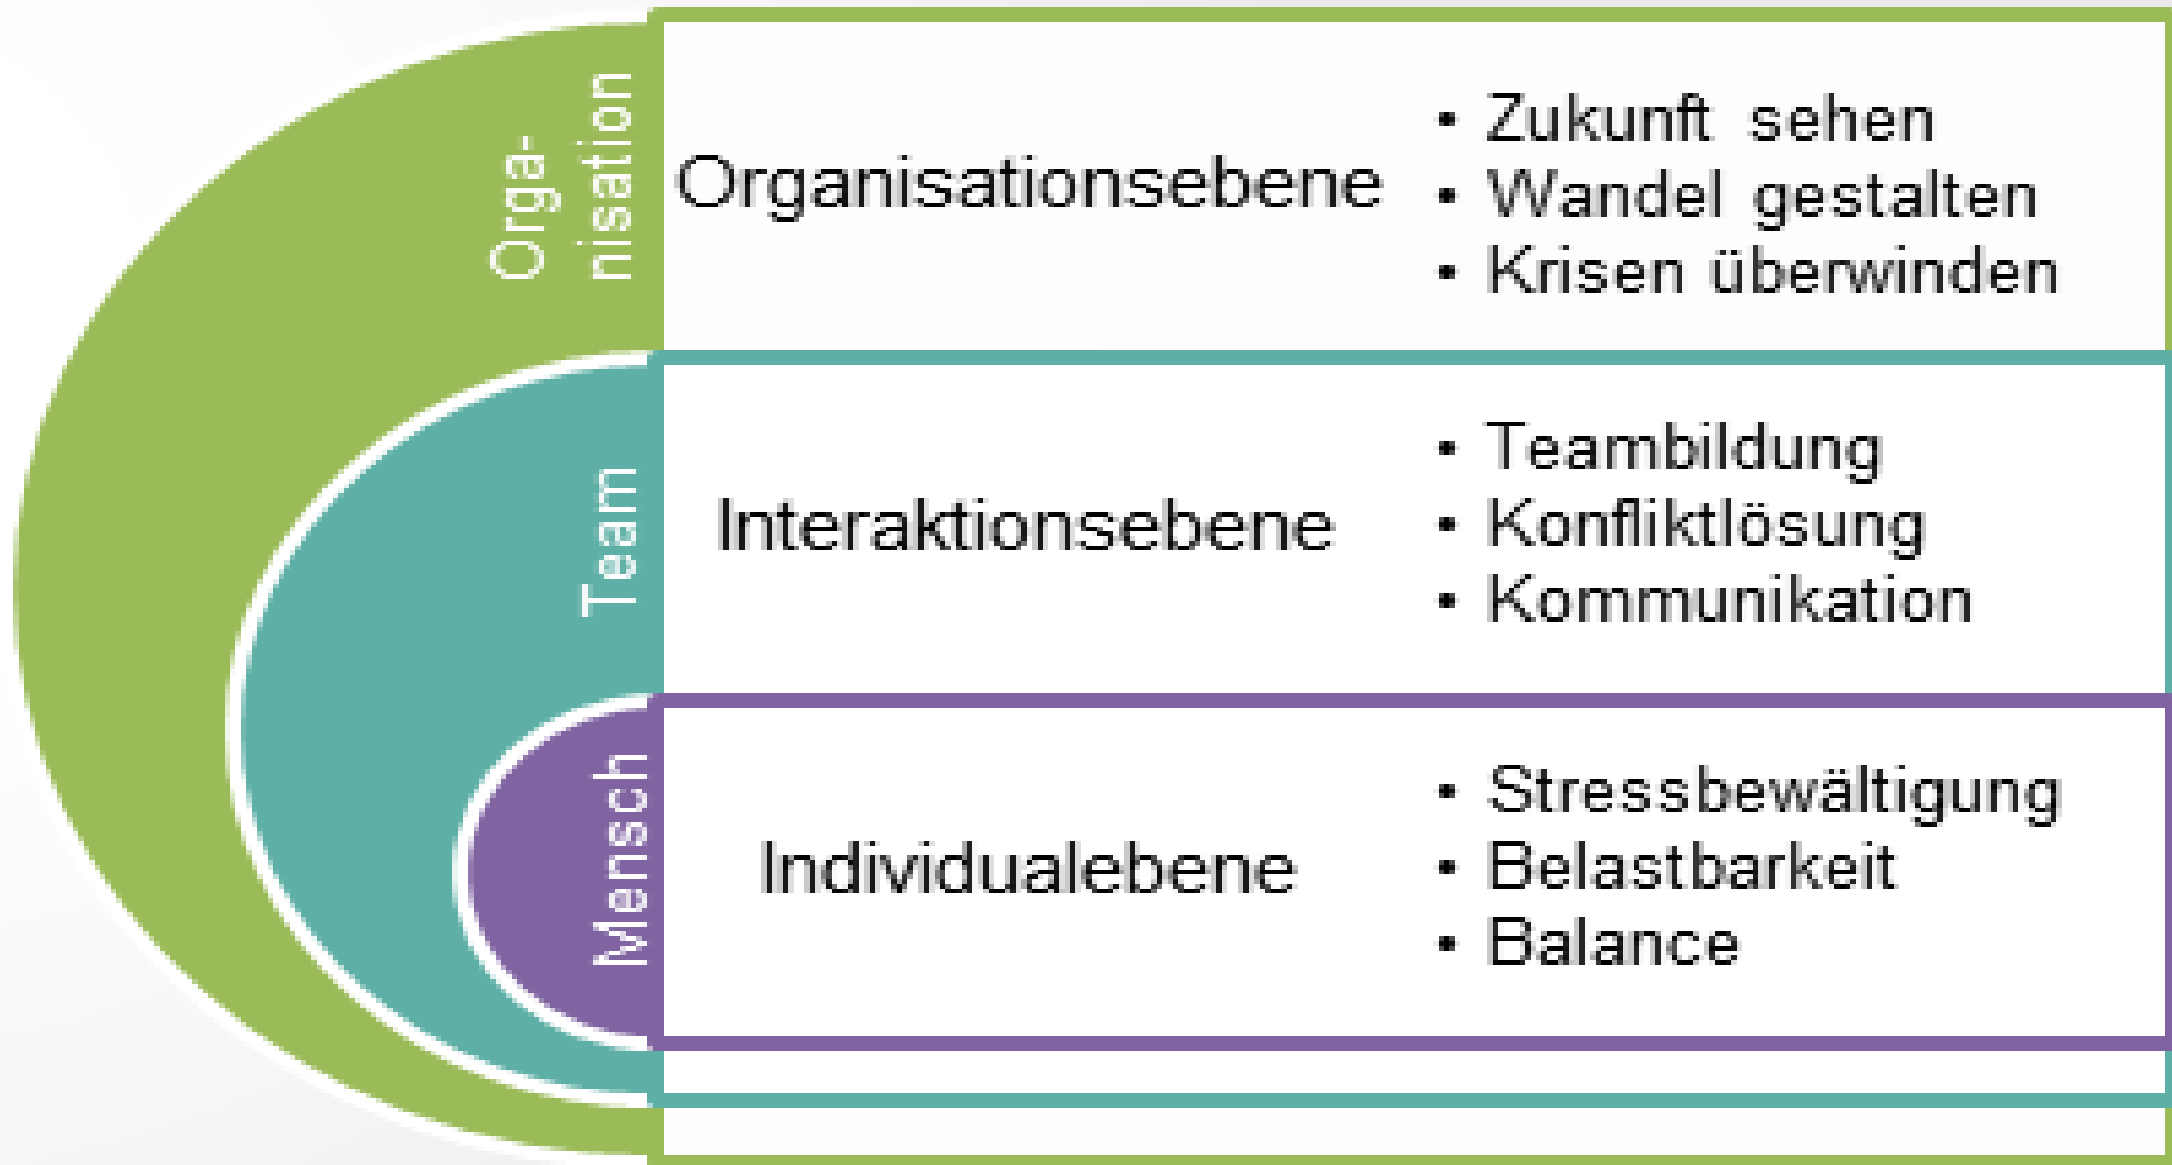 Orga-
nisation
Organisationsebene
• Zukunft sehen
• Wandel gestalten
• Krisen überwinden
Team
Interaktionsebene
• Teambildung
• Konfliktlösung
• Kommunikation
Mensch
Individualebene
• Stressbewältigung
• Belastbarkeit
• Balance